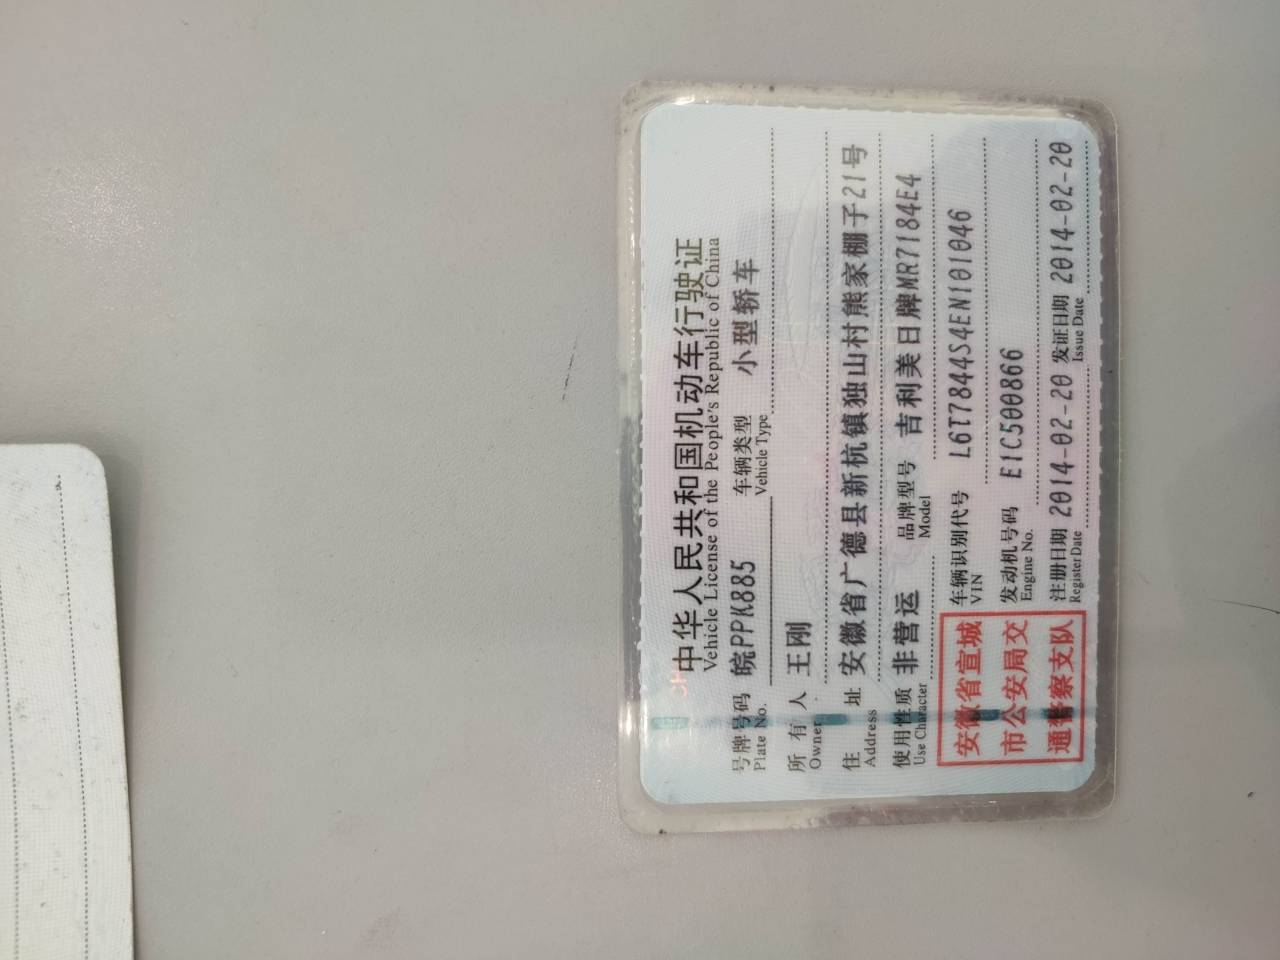 中华人民共和国机动车行驶证
Vehicle License of the People's Republic of China
号牌号码 皖PPK885 车辆类型 小型轿车
Plate No. Vehicle Type
所有人 王刚
Owner
住址 安徽省广德县新杭镇独山村熊家棚子21号
Address
使用性质 非营运 品牌型号 吉利美日牌MR7184E4
Use Character Model
安徽省宣城
市公安局交
通警察支队
车辆识别代号 L6T7844S4EN101046
VIN
发动机号码 E1C500866
Engine No.
注册日期 2014-02-20 发证日期 2014-02-20
Register Date Issue Date